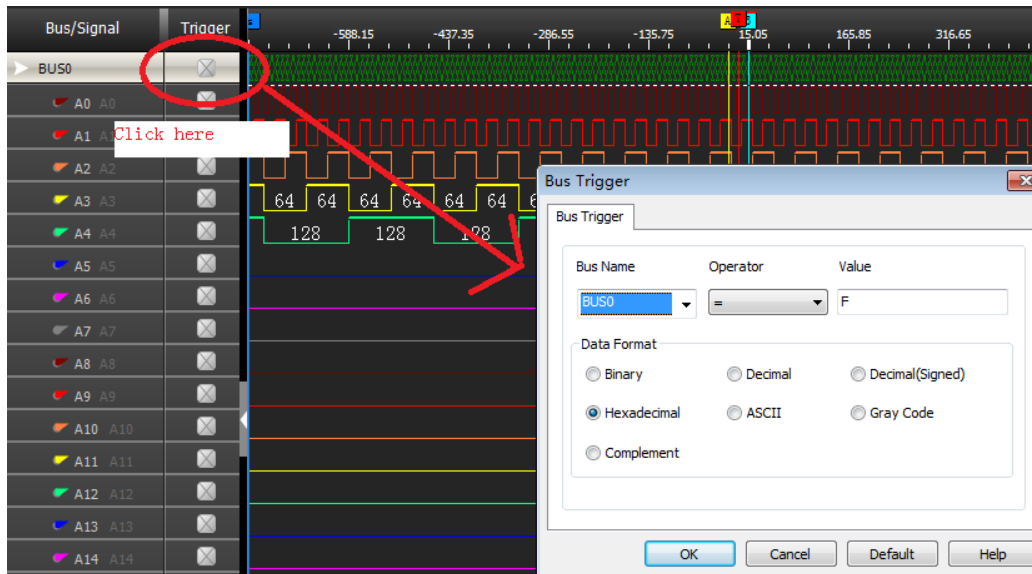 Bus/Signal Trigger
-588.15 -437.35 -286.55 -135.75 15.05 165.85 316.65
A T
BUS0
A0 A0
A1 A1
Click here
A2 A2
A3 A3 64 64 64 64 64 64
A4 A4 128 128 128
A5 A5
A6 A6
A7 A7
A8 A8
A9 A9
A10 A10
A11 A11
A12 A12
A13 A13
A14 A14
Bus Trigger
Bus Trigger
Bus Name Operator Value
BUS0 = F
Data Format
Binary Decimal Decimal(Signed)
Hexadecimal ASCII Gray Code
Complement
OK Cancel Default Help